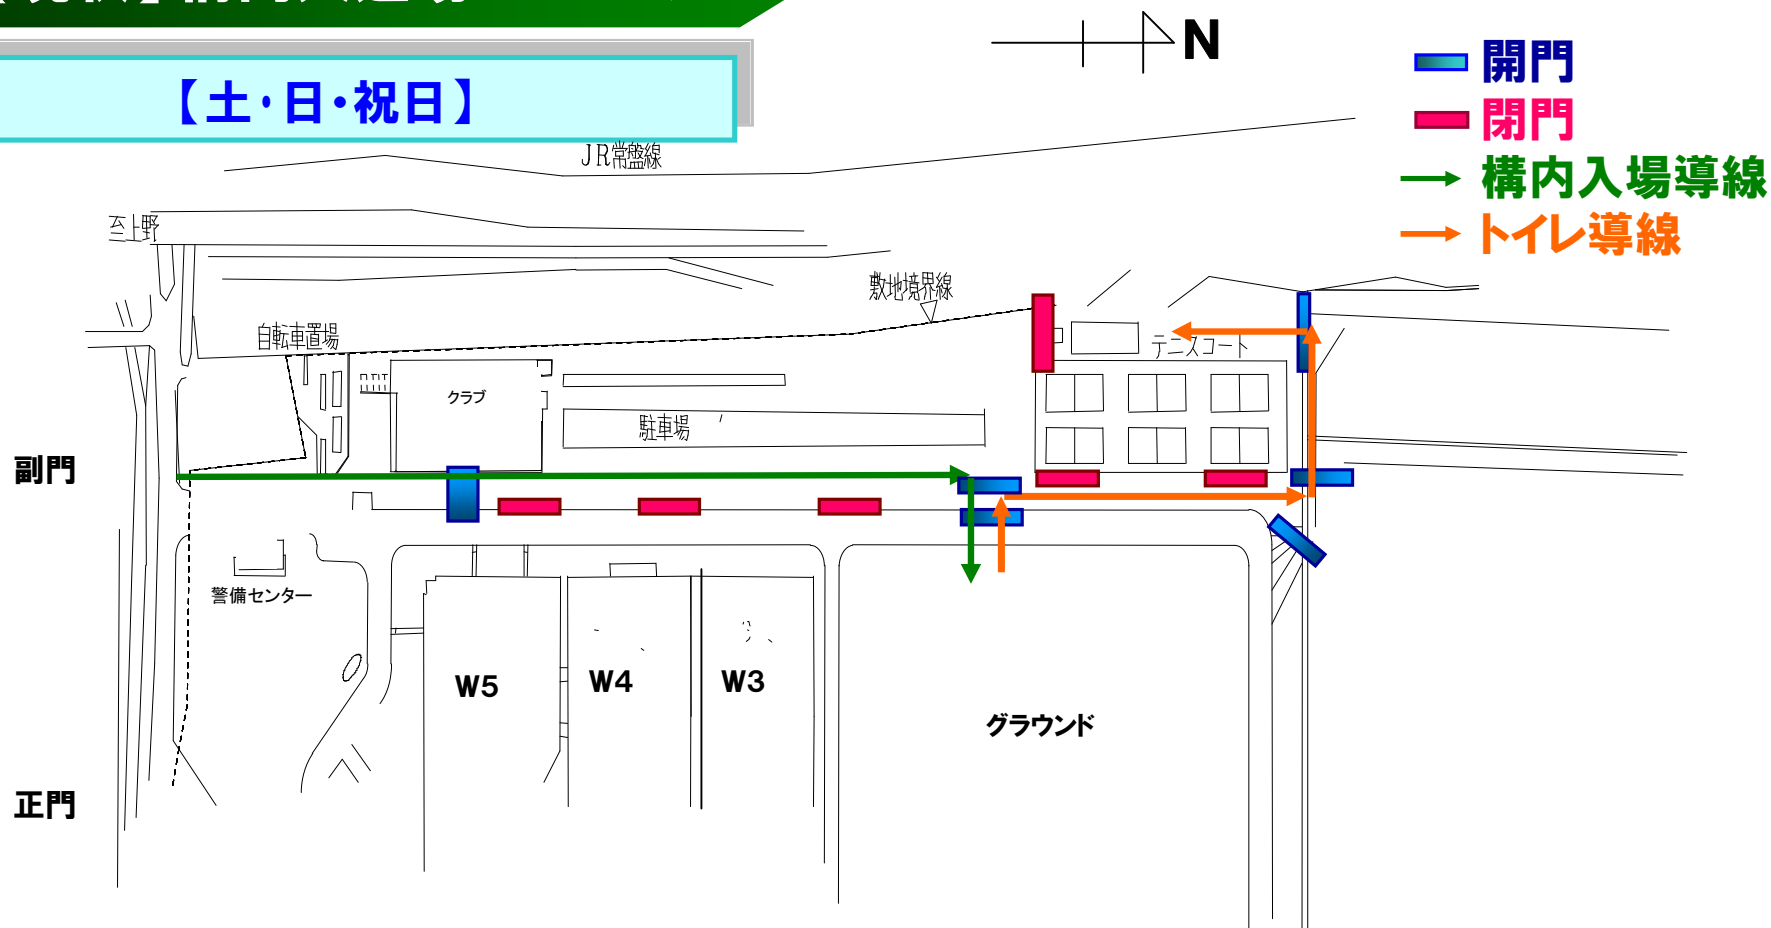 N
【土・日・祝日】
開門
閉門
構内入場導線
トイレ導線
JR常盤線
至上野
敷地境界線
自転車置場
テニスコート
クラブ
駐車場
副門
警備センター
W5
W4
W3
グラウンド
正門